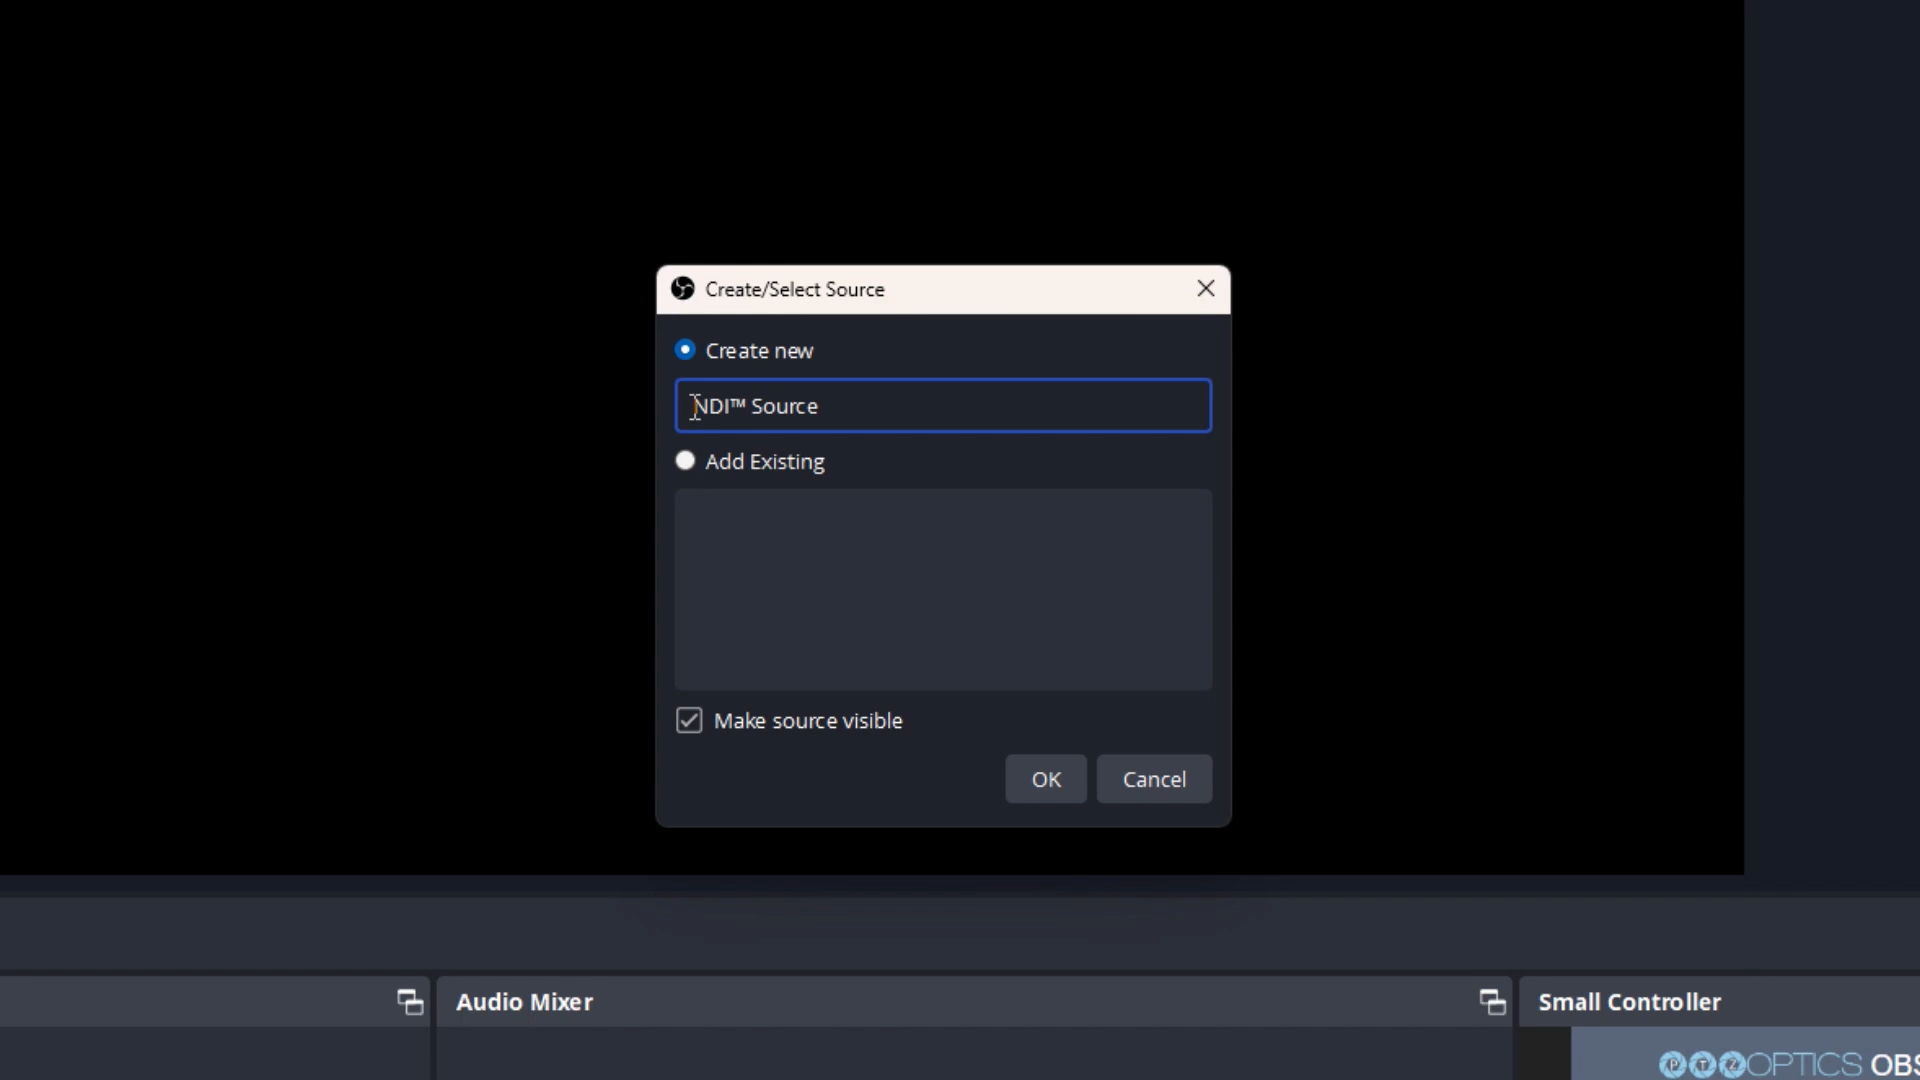 Create/Select Source
Create new
NDI™ Source
Add Existing
Make source visible
OK Cancel
Audio Mixer
Small Controller
PTZOPTICS OBS